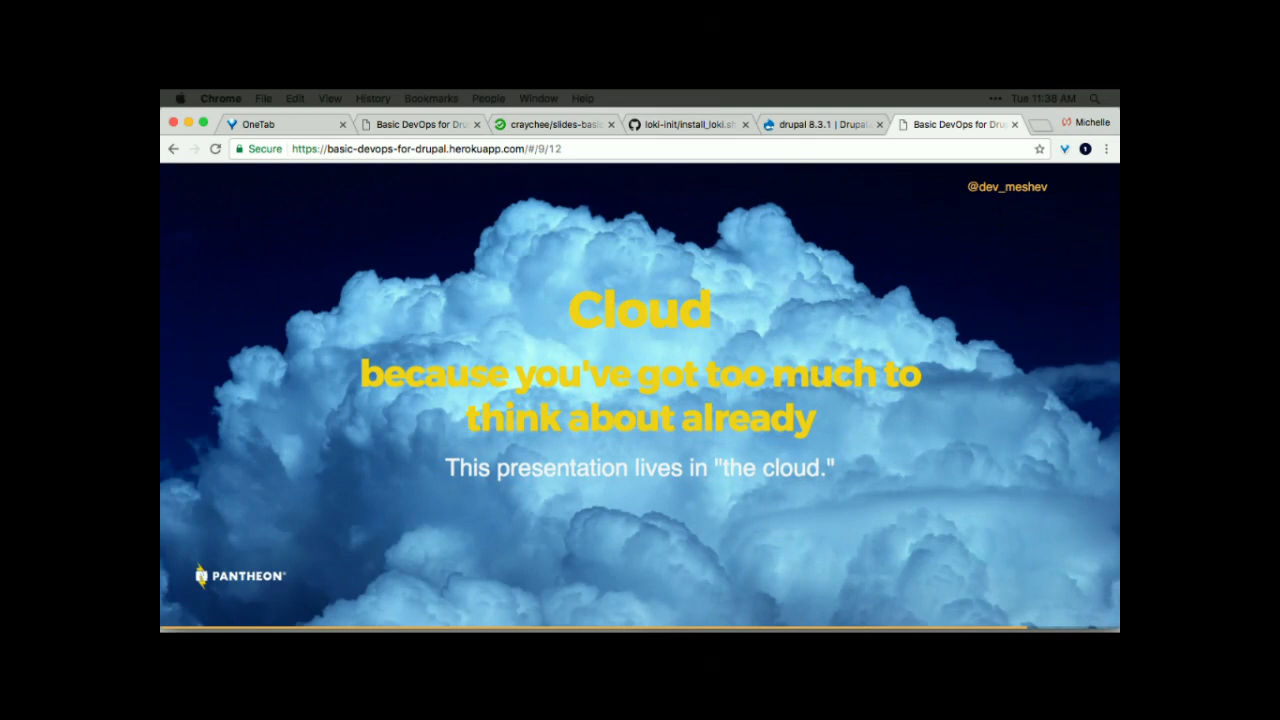 Chrome File Edit View History Bookmarks People Window Help ••• Tue 11:38 AM
OneTab Basic DevOps for Dru craychee/slides-basic loki-init/install_loki.sh drupal 8.3.1 | Drupal Basic DevOps for Dru Michelle
Secure https://basic-devops-for-drupal.herokuapp.com/#/9/12
@dev_meshev
Cloud
because you've got too much to
think about already
This presentation lives in "the cloud."
PANTHEON